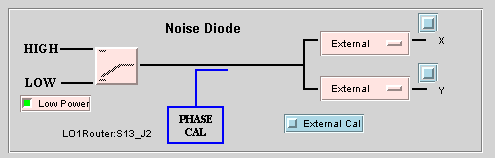 Noise Diode
HIGH
LOW
Low Power
LO1Router:S13_J2
PHASE
CAL
External
X
External
Y
External Cal